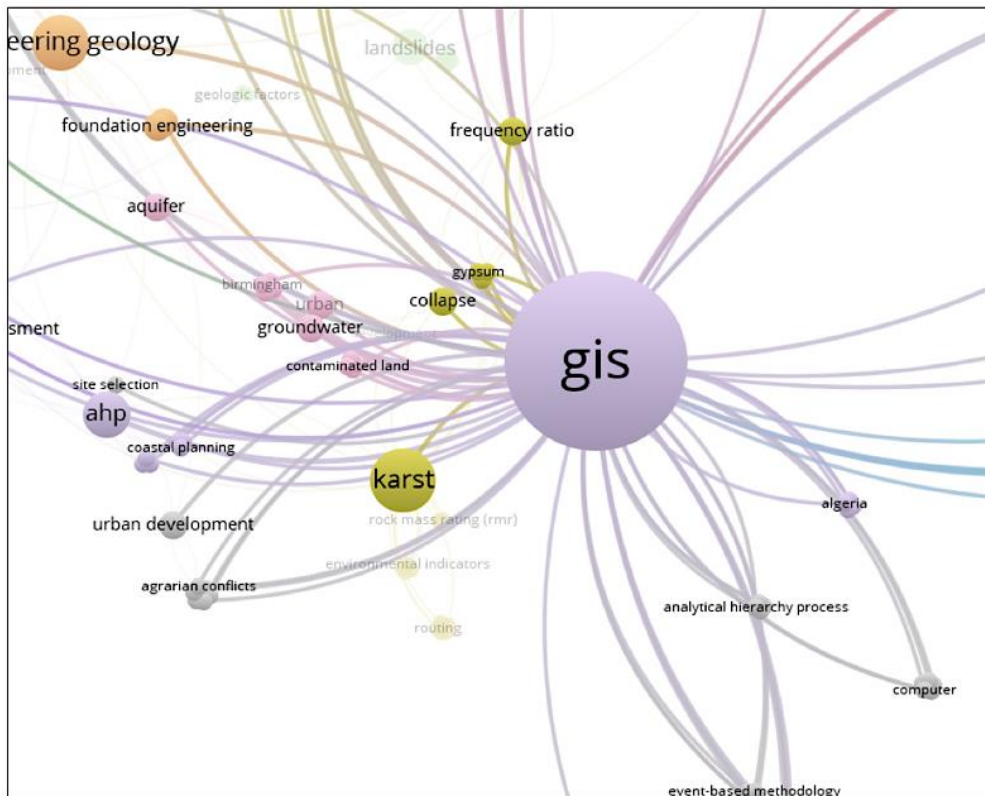 eering geology
landslides
oment
geologic factors
foundation engineering
frequency ratio
aquifer
gypsum
birmingham
collapse
urban
groundwater
sment
contaminated land
gis
site selection
ahp
coastal planning
karst
algeria
rock mass rating (rmr)
urban development
environmental indicators
agrarian conflicts
analytical hierarchy process
routing
computer
event-based methodology